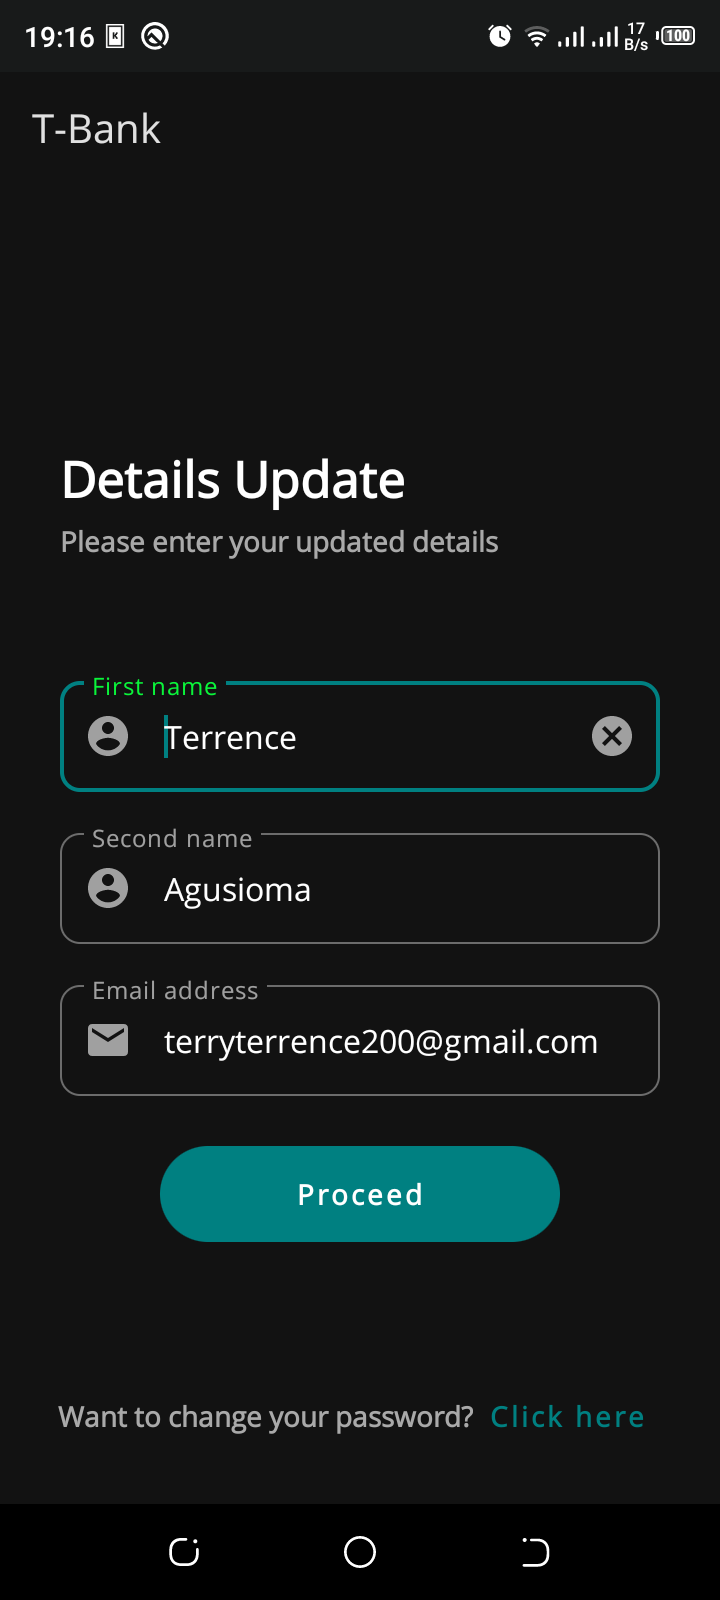 19:16 17 B/s 100
T-Bank
Details Update
Please enter your updated details
First name
Terrence
Second name
Agusioma
Email address
terryterrence200@gmail.com
Proceed
Want to change your password? Click here